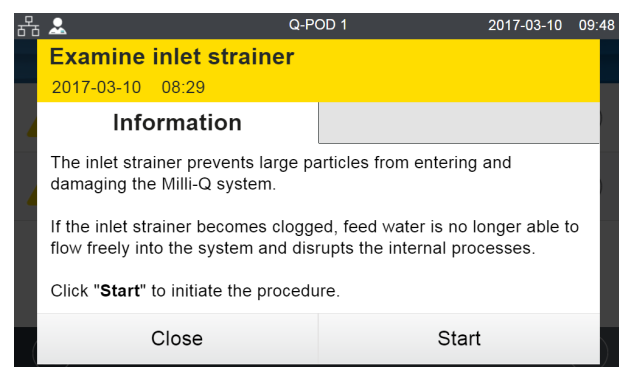 Q-POD 1 2017-03-10 09:48
Examine inlet strainer
2017-03-10 08:29
Information
The inlet strainer prevents large particles from entering and
damaging the Milli-Q system.
If the inlet strainer becomes clogged, feed water is no longer able to
flow freely into the system and disrupts the internal processes.
Click "Start" to initiate the procedure.
Close Start